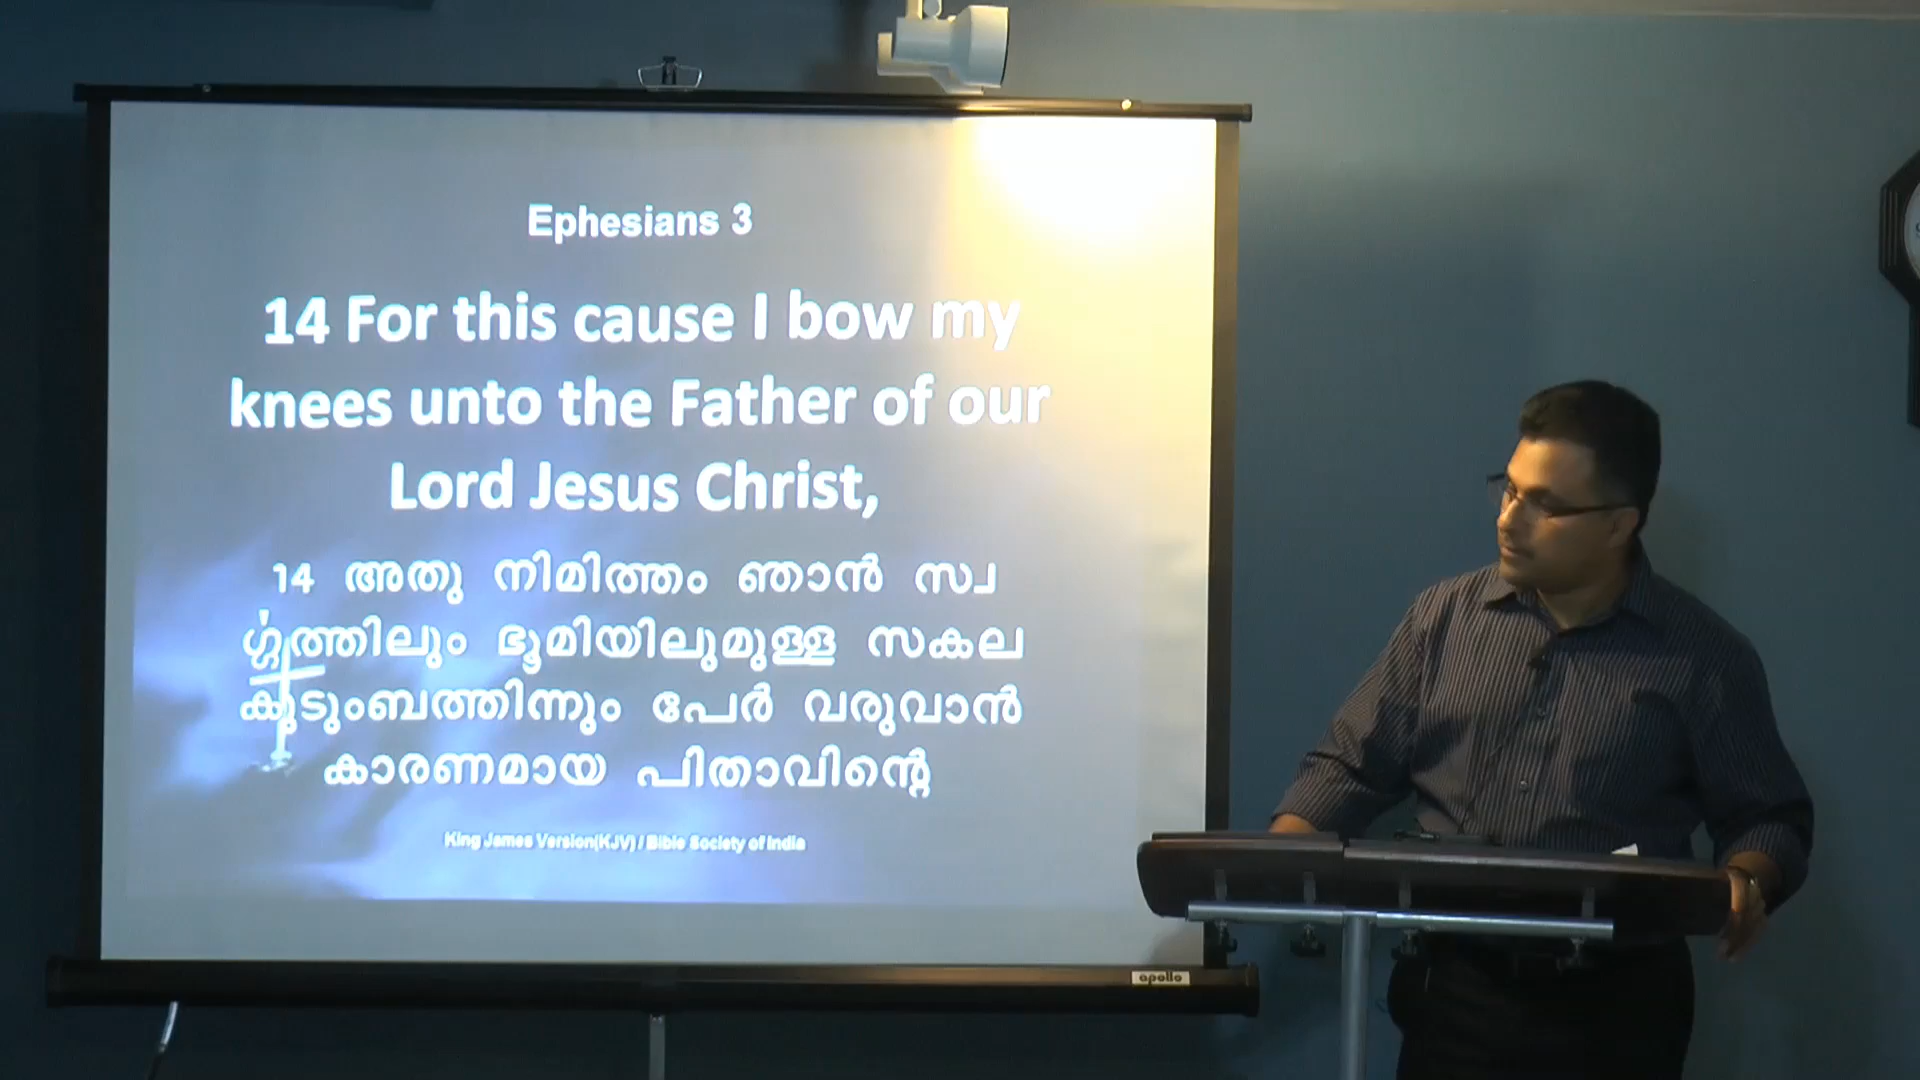 Ephesians 3
14 For this cause I bow my
knees unto the Father of our
Lord Jesus Christ,
14 അതു നിമിത്തം ഞാൻ സ്വ
ൎഗ്ഗത്തിലും ഭൂമിയിലുമുള്ള സകല
കുടുംബത്തിന്നും പേർ വരുവാൻ
കാരണമായ പിതാവിന്റെ
King James Version(KJV) / Bible Society of India
apollo